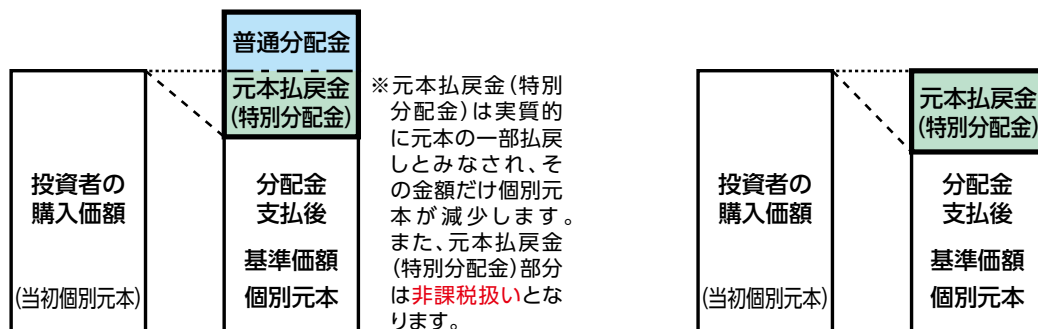 普通分配金
元本払戻金
(特別分配金)
投資者の
購入価額
(当初個別元本)
分配金
支払後
基準価額
個別元本
※元本払戻金(特別
分配金)は実質的
に元本の一部払戻
しとみなされ、そ
の金額だけ個別元
本が減少します。
また、元本払戻金
(特別分配金)部分
は非課税扱いとな
ります。
元本払戻金
(特別分配金)
投資者の
購入価額
(当初個別元本)
分配金
支払後
基準価額
個別元本